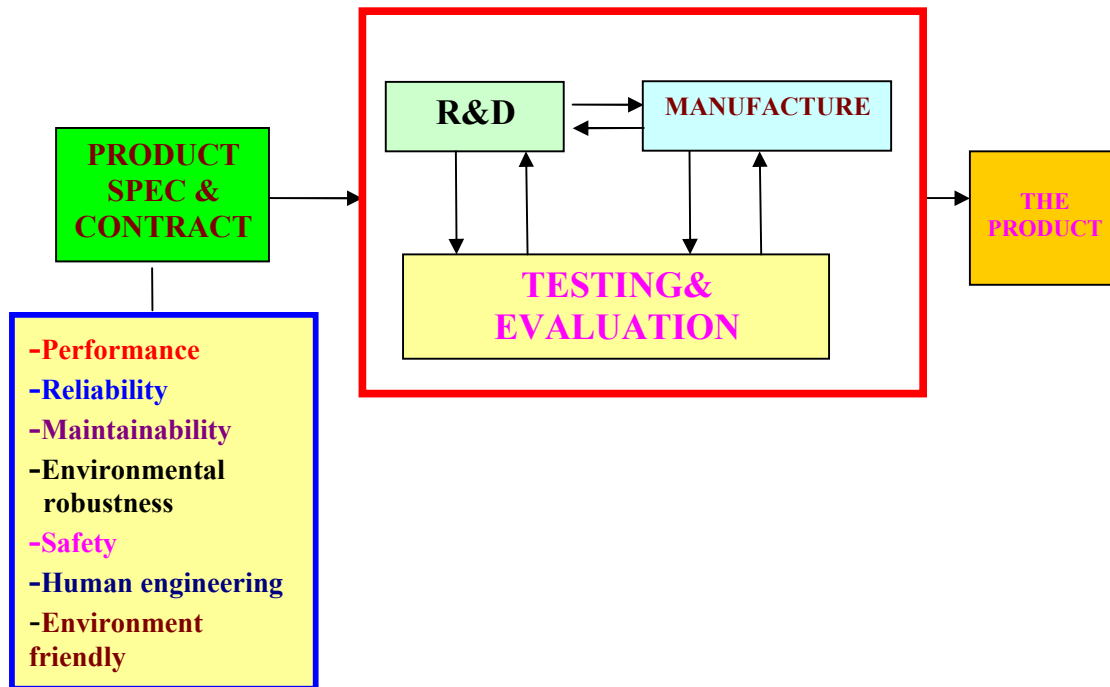 R&D
MANUFACTURE
PRODUCT
SPEC &
CONTRACT
THE
PRODUCT
TESTING&
EVALUATION
-Performance
-Reliability
-Maintainability
-Environmental
robustness
-Safety
-Human engineering
-Environment
friendly